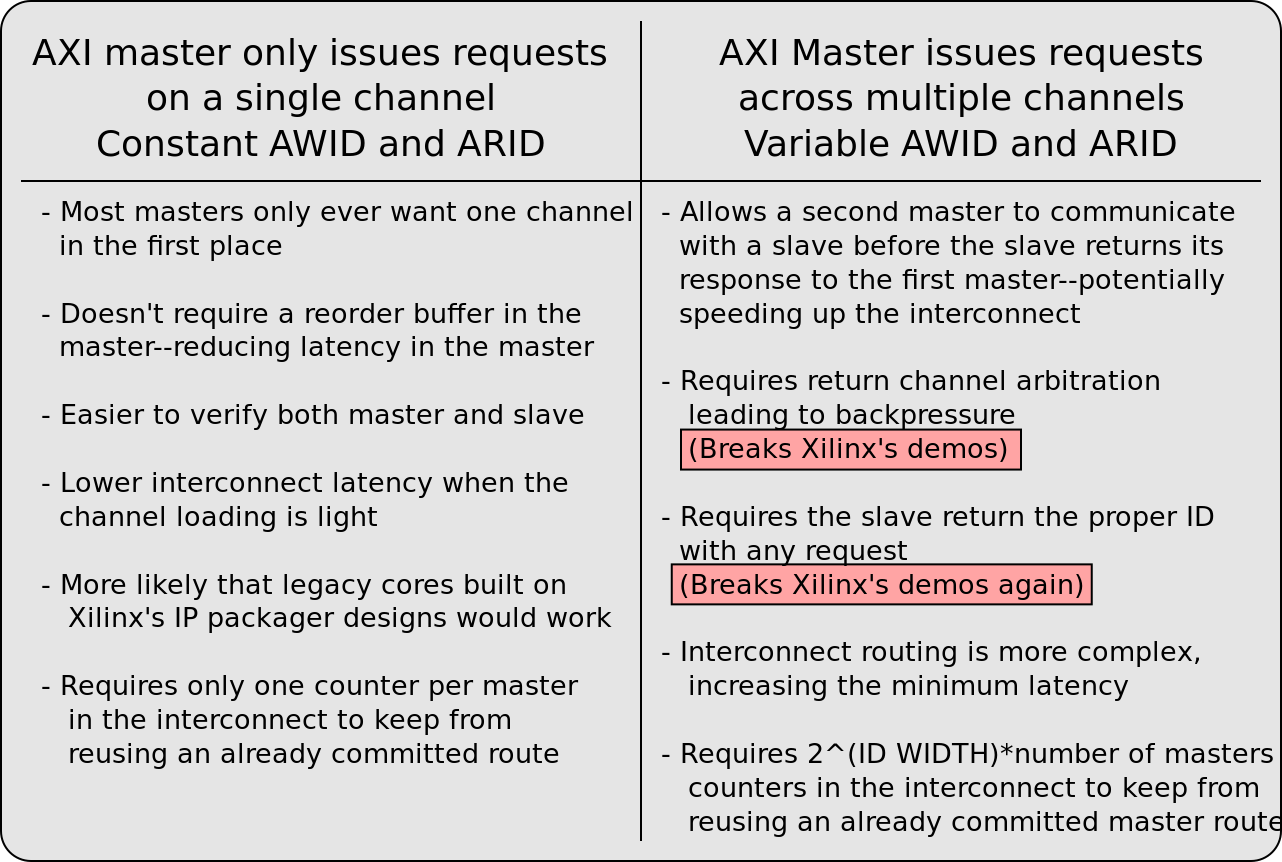 AXI master only issues requests
on a single channel
Constant AWID and ARID
- Most masters only ever want one channel
in the first place
- Doesn't require a reorder buffer in the
master--reducing latency in the master
- Easier to verify both master and slave
- Lower interconnect latency when the
channel loading is light
- More likely that legacy cores built on
Xilinx's IP packager designs would work
- Requires only one counter per master
in the interconnect to keep from
reusing an already committed route
AXI Master issues requests
across multiple channels
Variable AWID and ARID
- Allows a second master to communicate
with a slave before the slave returns its
response to the first master--potentially
speeding up the interconnect
- Requires return channel arbitration
leading to backpressure
(Breaks Xilinx's demos)
- Requires the slave return the proper ID
with any request
(Breaks Xilinx's demos again)
- Interconnect routing is more complex,
increasing the minimum latency
- Requires 2^(ID WIDTH)*number of masters
counters in the interconnect to keep from
reusing an already committed master route